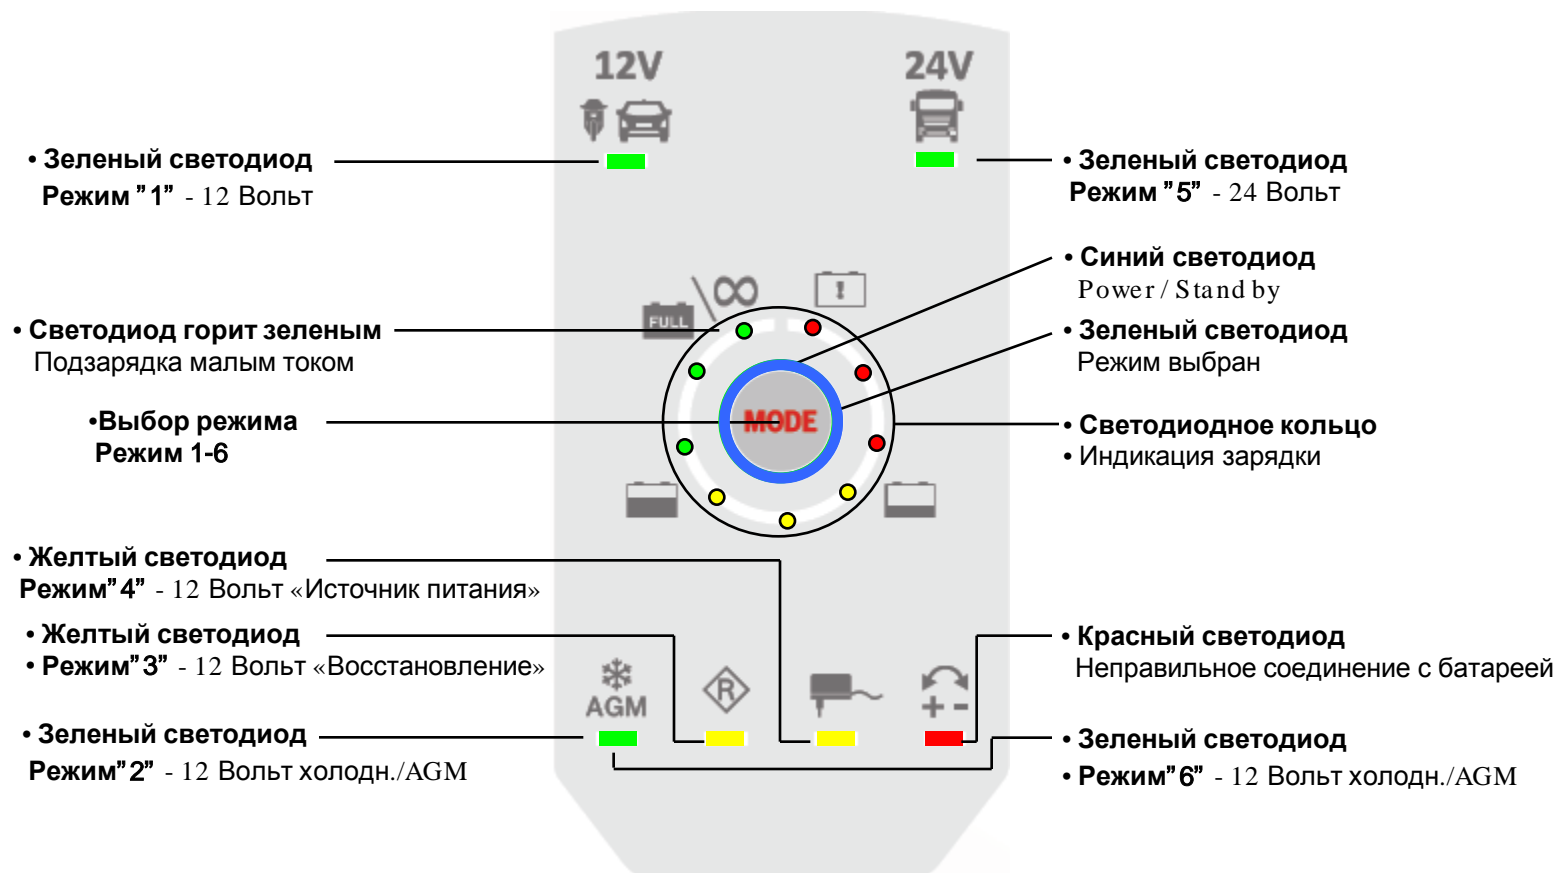 12V
24V
• Зеленый светодиод
Режим ”1” - 12 Вольт
• Зеленый светодиод
Режим ”5” - 24 Вольт
• Синий светодиод
Power / Stand by
FULL
• Светодиод горит зеленым
Подзарядка малым током
• Зеленый светодиод
Режим выбран
•Выбор режима
Режим 1-6
MODE
• Светодиодное кольцо
• Индикация зарядки
• Желтый светодиод
Режим”4” - 12 Вольт «Источник питания»
• Желтый светодиод
• Режим”3” - 12 Вольт «Восстановление»
• Красный светодиод
Неправильное соединение с батареей
AGM
R
+ -
• Зеленый светодиод
Режим”2” - 12 Вольт холодн./AGM
• Зеленый светодиод
• Режим”6” - 12 Вольт холодн./AGM